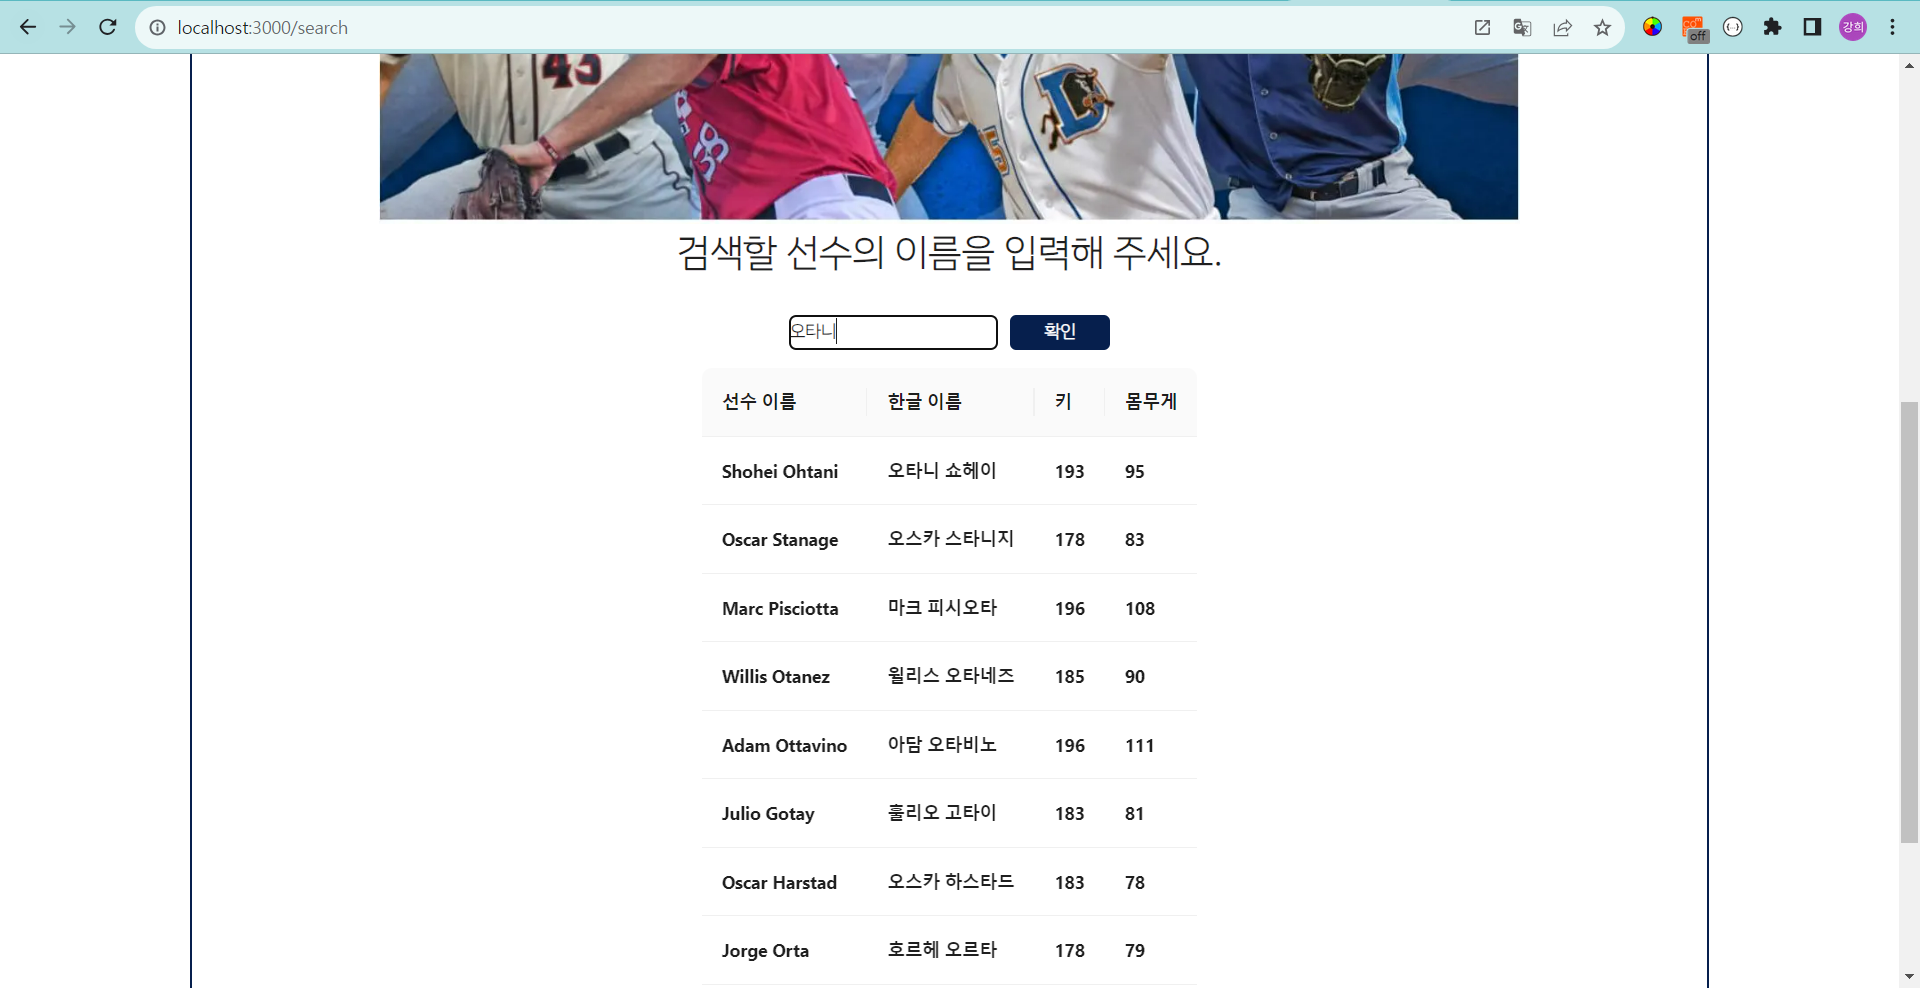 localhost:3000/search
off
강희
43
38
D
검색할 선수의 이름을 입력해 주세요.
오타니
확인
선수 이름 한글 이름 키 몸무게
Shohei Ohtani 오타니 쇼헤이 193 95
Oscar Stanage 오스카 스타니지 178 83
Marc Pisciotta 마크 피시오타 196 108
Willis Otanez 윌리스 오타네즈 185 90
Adam Ottavino 아담 오타비노 196 111
Julio Gotay 훌리오 고타이 183 81
Oscar Harstad 오스카 하스타드 183 78
Jorge Orta 호르헤 오르타 178 79